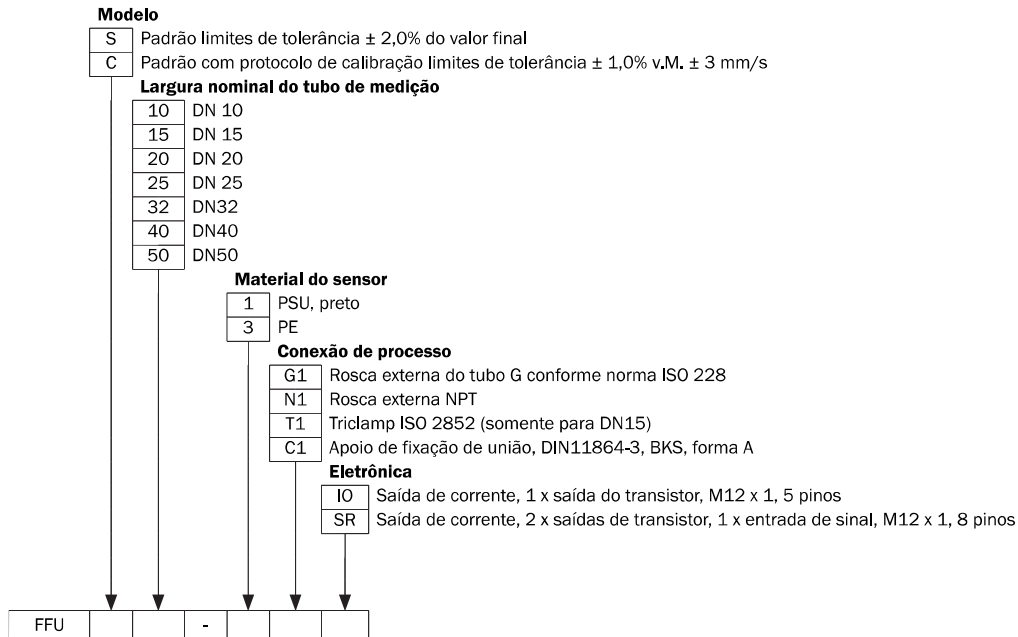 Modelo
S Padrão limites de tolerância ± 2,0% do valor final
C Padrão com protocolo de calibração limites de tolerância ± 1,0% v.M. ± 3 mm/s
Largura nominal do tubo de medição
10 DN 10
15 DN 15
20 DN 20
25 DN 25
32 DN32
40 DN40
50 DN50
Material do sensor
1 PSU, preto
3 PE
Conexão de processo
G1 Rosca externa do tubo G conforme norma ISO 228
N1 Rosca externa NPT
T1 Triclamp ISO 2852 (somente para DN15)
C1 Apoio de fixação de união, DIN11864-3, BKS, forma A
Eletrônica
IO Saída de corrente, 1 x saída do transistor, M12 x 1, 5 pinos
SR Saída de corrente, 2 x saídas de transistor, 1 x entrada de sinal, M12 x 1, 8 pinos
FFU -